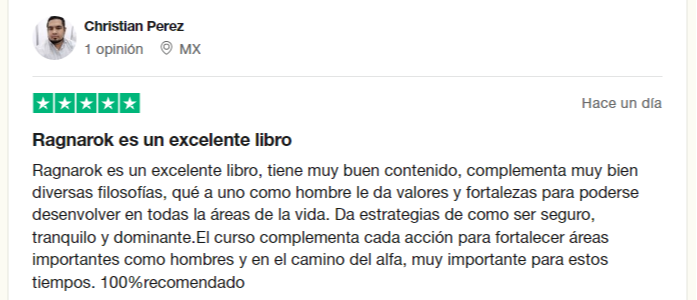 Christian Perez
1 opinión MX
Hace un día
Ragnarok es un excelente libro
Ragnarok es un excelente libro, tiene muy buen contenido, complementa muy bien
diversas filosofías, qué a uno como hombre le da valores y fortalezas para poderse
desenvolver en todas la áreas de la vida. Da estrategias de como ser seguro,
tranquilo y dominante.El curso complementa cada acción para fortalecer áreas
importantes como hombres y en el camino del alfa, muy importante para estos
tiempos. 100%recomendado